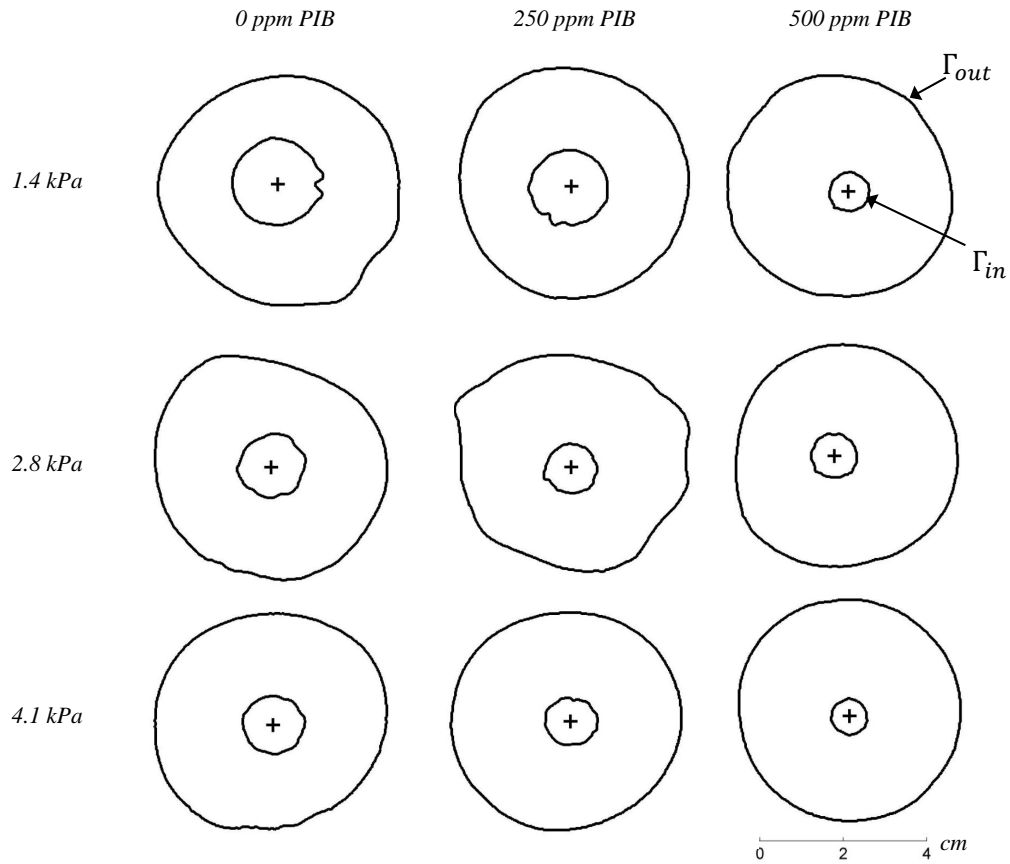 0 ppm PIB 250 ppm PIB 500 ppm PIB
Γout
1.4 kPa
Γin
2.8 kPa
4.1 kPa
cm
0 2 4